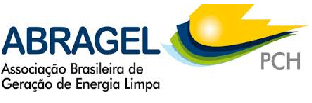 ABRAGEL
Associação Brasileira de
Geração de Energia Limpa
PCH